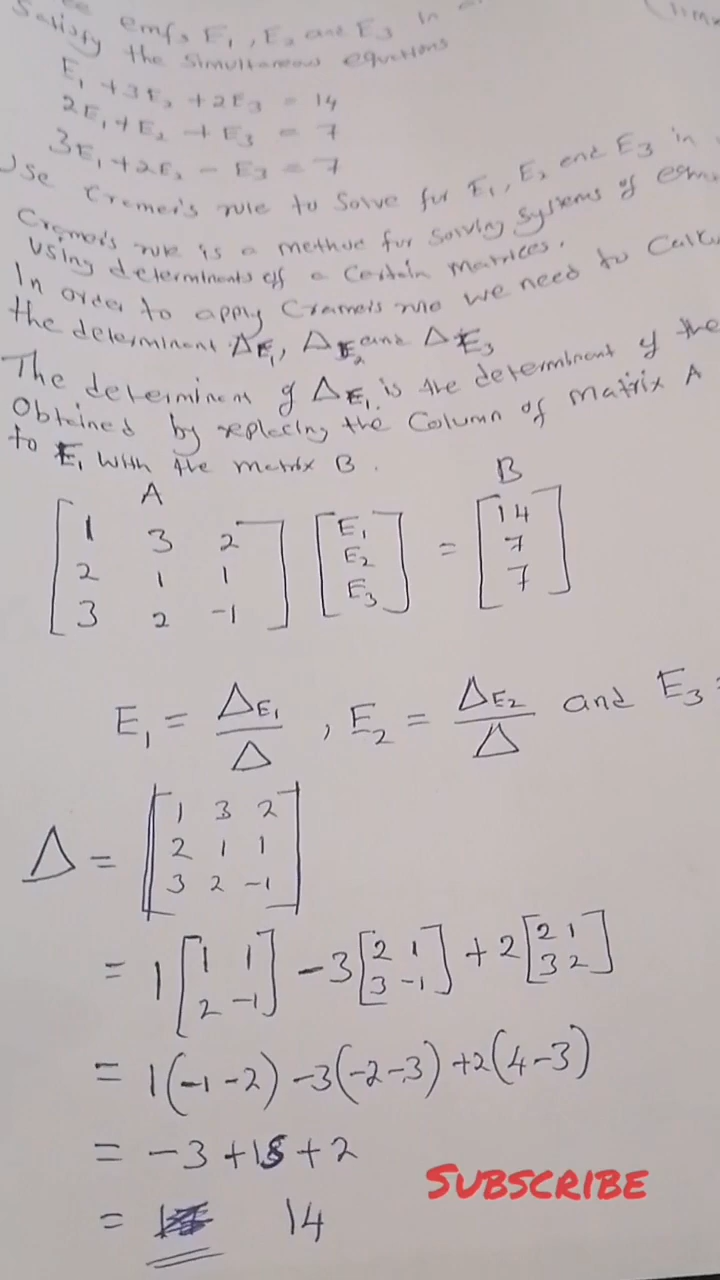 emfs E₁, E₂ and E₃ in
Satisfy the simultaneous equations
E₁ + 3E₂ + 2E₃ = 14
2E₁ + E₂ + E₃ = 7
3E₁ + 2E₂ - E₃ = 7
Use Cramer's rule to Solve for E₁, E₂ and E₃ in
Cramer's rule is a method for Solving Systems of
using determinants off a Certain matrices.
In order to apply Cramer's rule we need to
the determinant ΔE₁, ΔE₂ and ΔE₃
The determinant of ΔE₁ is the determinant of the
Obtained by replacing the Column of matrix A
to E₁ with the matrix B.
A B
[1 3 2] [E₁] = [14]
[2 1 1] [E₂] = [7]
[3 2 -1] [E₃] = [7]
E₁ = ΔE₁/Δ, E₂ = ΔE₂/Δ and E₃ =
Δ = [1 3 2]
[2 1 1]
[3 2 -1]
= 1[1 1; 2 -1] - 3[2 1; 3 -1] + 2[2 1; 3 2]
= 1(-1-2) -3(-2-3) +2(4-3)
= -3 +15 +2
= 14
SUBSCRIBE